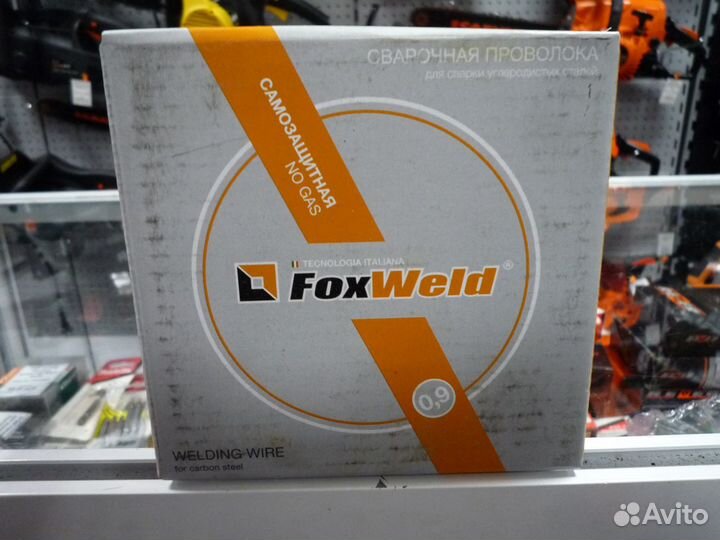 СВАРОЧНАЯ ПРОВОЛОКА
для сварки углеродистых сталей
САМОЗАЩИТНАЯ
NO GAS
TECNOLOGIA ITALIANA
FoxWeld®
0,9
WELDING WIRE
for carbon steel
Avito